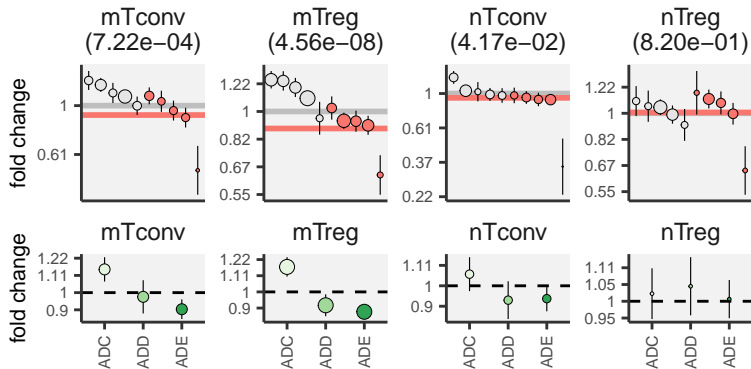 mTconv
(7.22e−04)
mTreg
(4.56e−08)
nTconv
(4.17e−02)
nTreg
(8.20e−01)
fold change
1
0.61
1.22
1
0.82
0.67
0.55
1
0.61
0.37
0.22
1.22
1
0.82
0.67
0.55
mTconv
mTreg
nTconv
nTreg
fold change
1.22
1.11
1
0.9
1.22
1.11
1
0.9
1.11
1
0.9
1.11
1.05
1
0.95
ADC
ADD
ADE
ADC
ADD
ADE
ADC
ADD
ADE
ADC
ADD
ADE